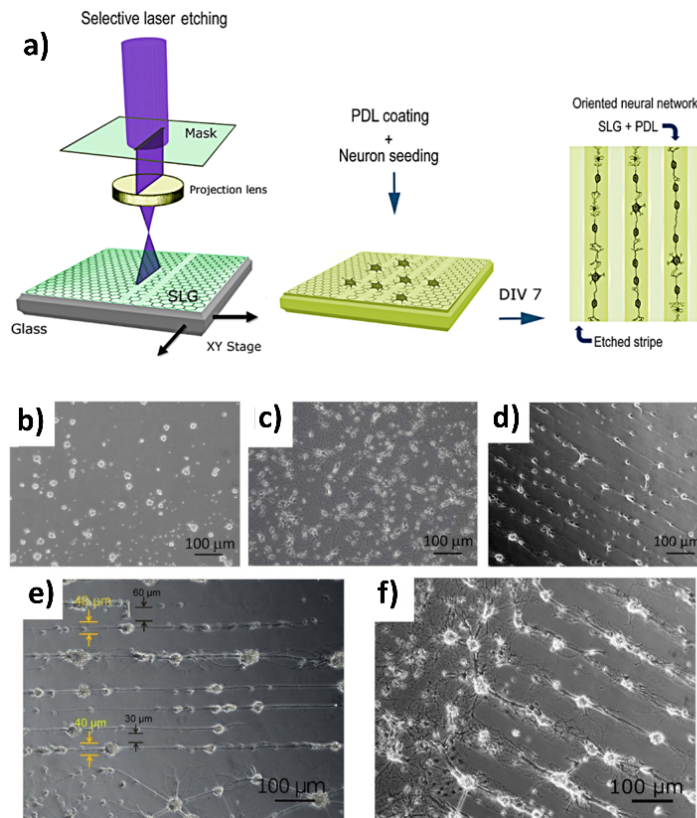 Selective laser etching
a)
Mask
Projection lens
SLG
Glass
XY Stage
PDL coating
+
Neuron seeding
DIV 7
Oriented neural network
SLG + PDL
Etched stripe
b)
100 µm
c)
100 µm
d)
100 µm
e)
60 µm
48 µm
30 µm
40 µm
100 µm
f)
100 µm